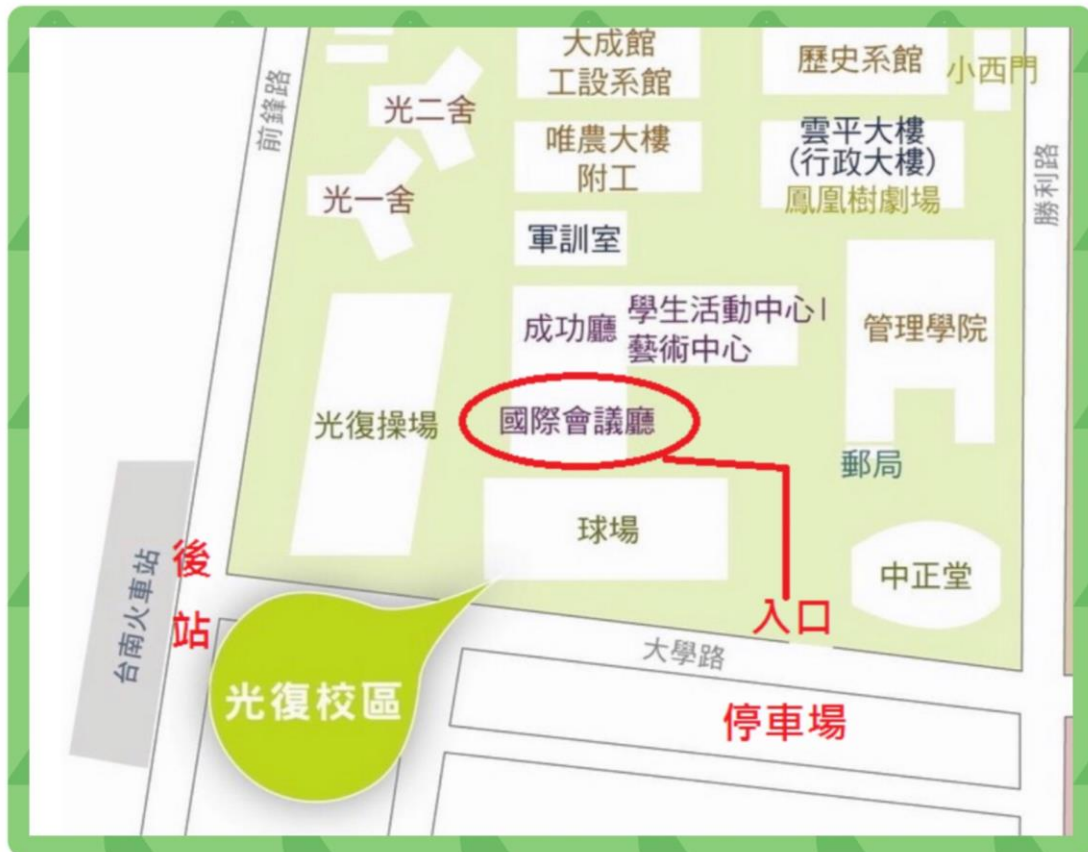 大成館
工設系館
歷史系館
小西門
前鋒路
光二舍
唯農大樓
附工
雲平大樓
(行政大樓)
鳳凰樹劇場
勝利路
光一舍
軍訓室
成功廳
學生活動中心|
藝術中心
管理學院
光復操場
國際會議廳
郵局
球場
中正堂
台南火車站
後
站
入口
大學路
光復校區
停車場